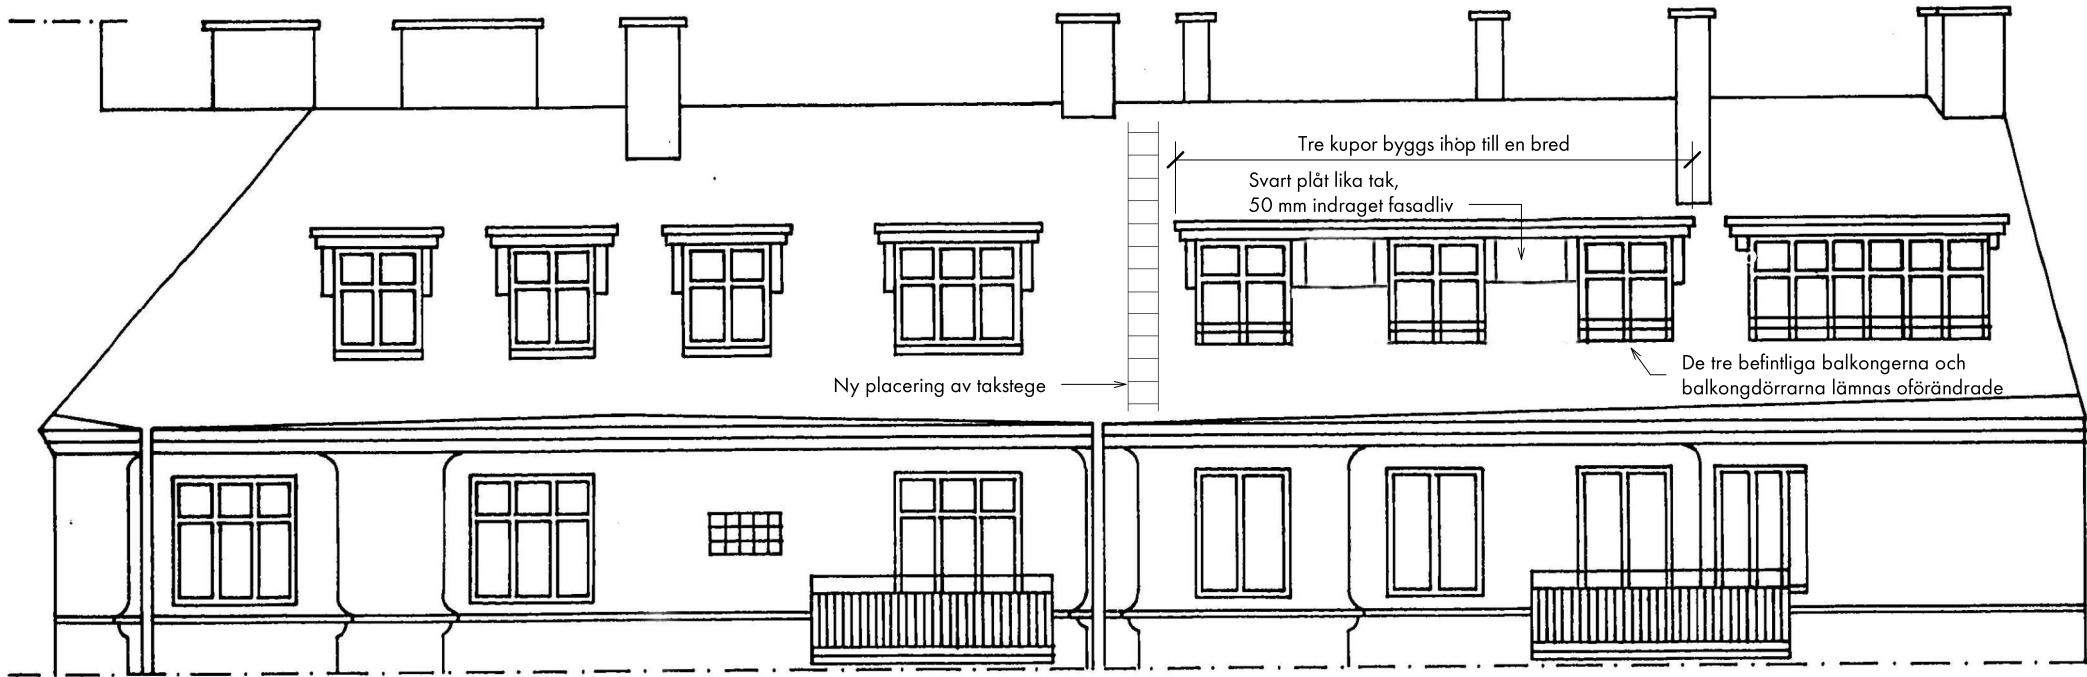 Tre kupor byggs ihop till en bred
Svart plåt lika tak,
50 mm indraget fasadliv
Ny placering av takstege
De tre befintliga balkongerna och
balkongdörrarna lämnas oförändrade